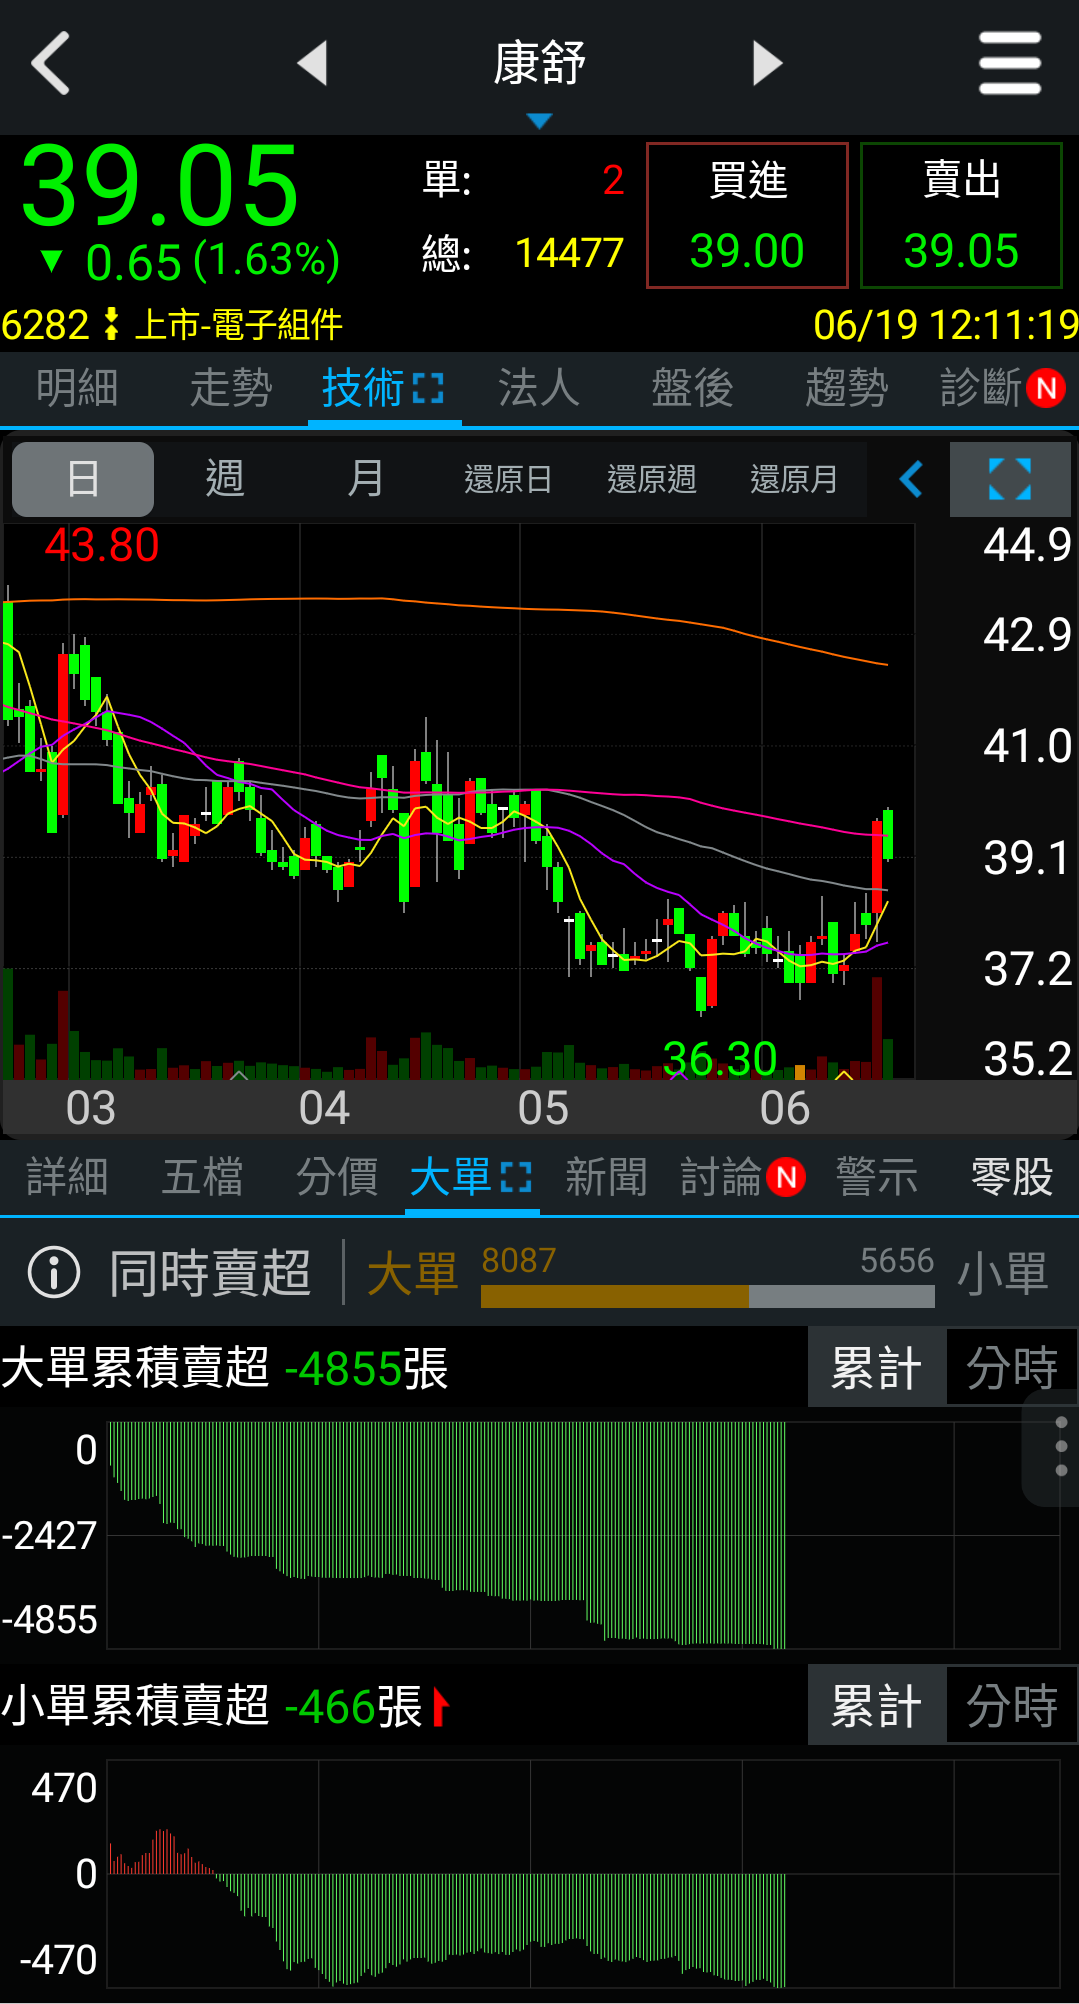 康舒
39.05
▼ 0.65 (1.63%)
單: 2
總: 14477
買進
39.00
賣出
39.05
6282 上市-電子組件 06/19 12:11:19
明細 走勢 技術 法人 盤後 趨勢 診斷 N
日 週 月 還原日 還原週 還原月
43.80
44.9
42.9
41.0
39.1
37.2
36.30
35.2
03 04 05 06
詳細 五檔 分價 大單 新聞 討論 N 警示 零股
同時賣超 大單 8087 5656 小單
大單累積賣超 -4855張 累計 分時
0
-2427
-4855
小單累積賣超 -466張 累計 分時
470
0
-470